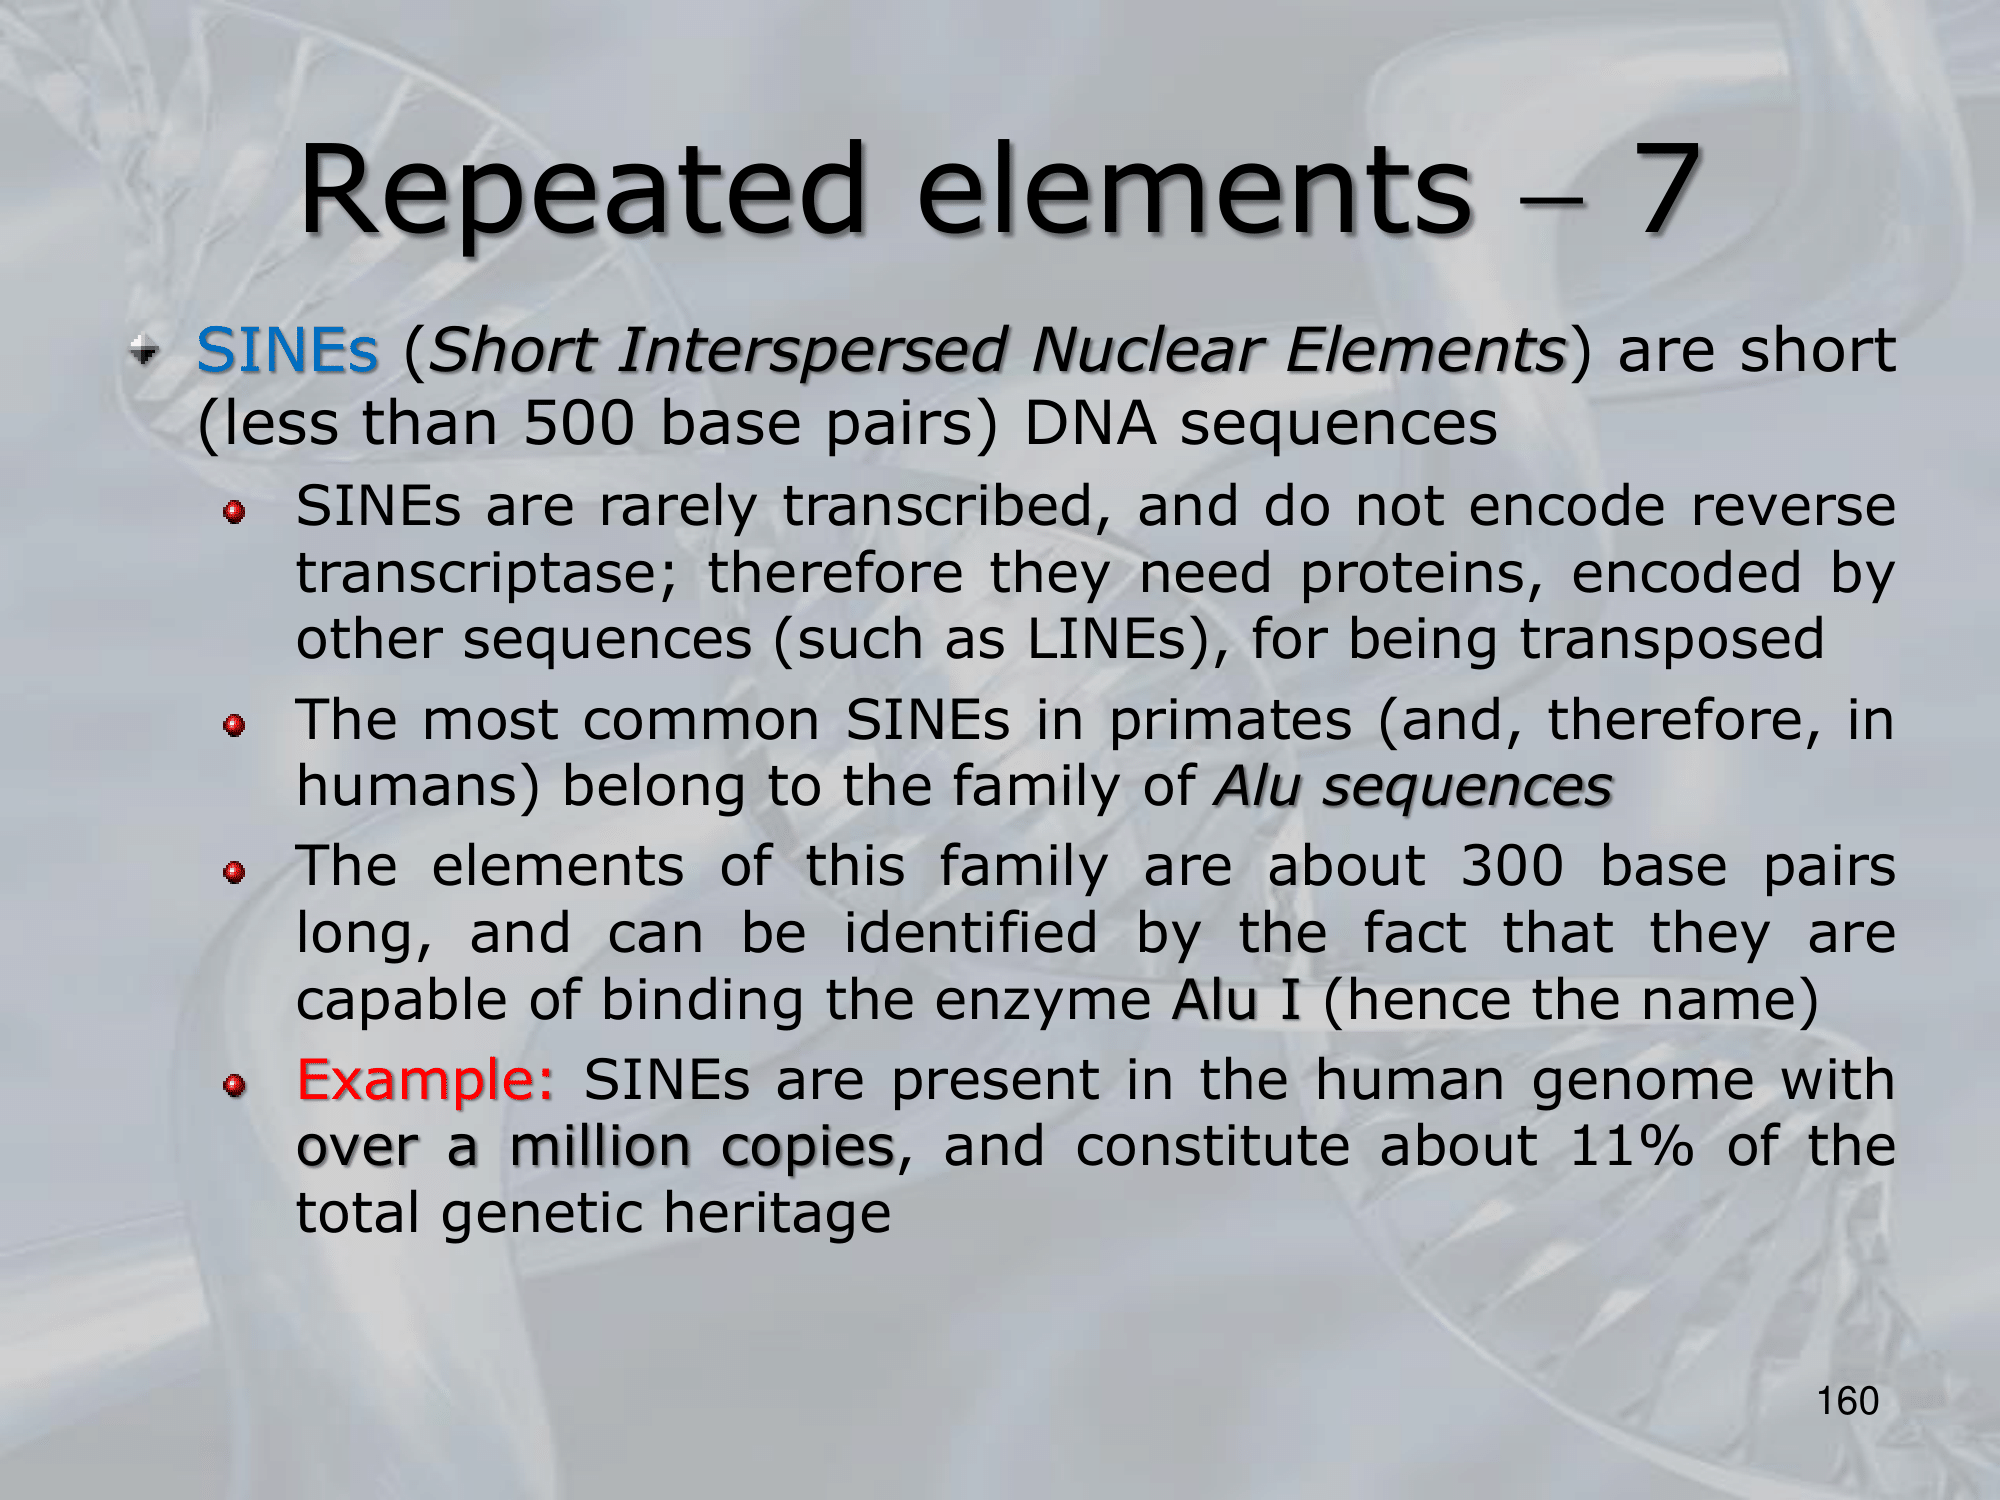 Repeated elements – 7
SINEs (Short Interspersed Nuclear Elements) are short
(less than 500 base pairs) DNA sequences
SINEs are rarely transcribed, and do not encode reverse
transcriptase; therefore they need proteins, encoded by
other sequences (such as LINEs), for being transposed
The most common SINEs in primates (and, therefore, in
humans) belong to the family of Alu sequences
The elements of this family are about 300 base pairs
long, and can be identified by the fact that they are
capable of binding the enzyme Alu I (hence the name)
Example: SINEs are present in the human genome with
over a million copies, and constitute about 11% of the
total genetic heritage
160